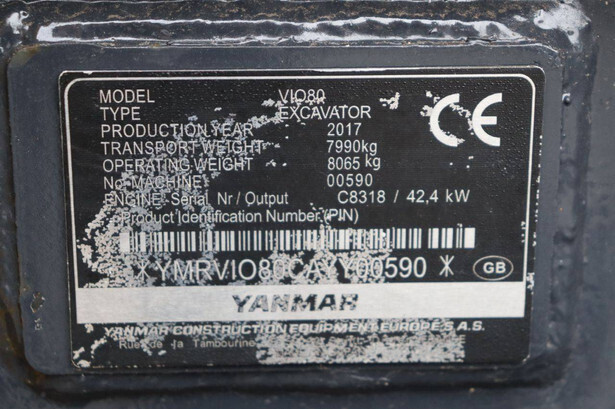 MODEL VIO80
TYPE EXCAVATOR
PRODUCTION YEAR 2017
TRANSPORT WEIGHT 7990kg
OPERATING WEIGHT 8065 kg
No. MACHINE 00590
ENGINE Serial Nr / Output C8318 / 42,4 kW
Product Identification Number (PIN)
CE
YMRVIO80CAYY00590
GB
YANMAR
YANMAR CONSTRUCTION EQUIPMENT EUROPE S.A.S.
Rue de la Tambourine